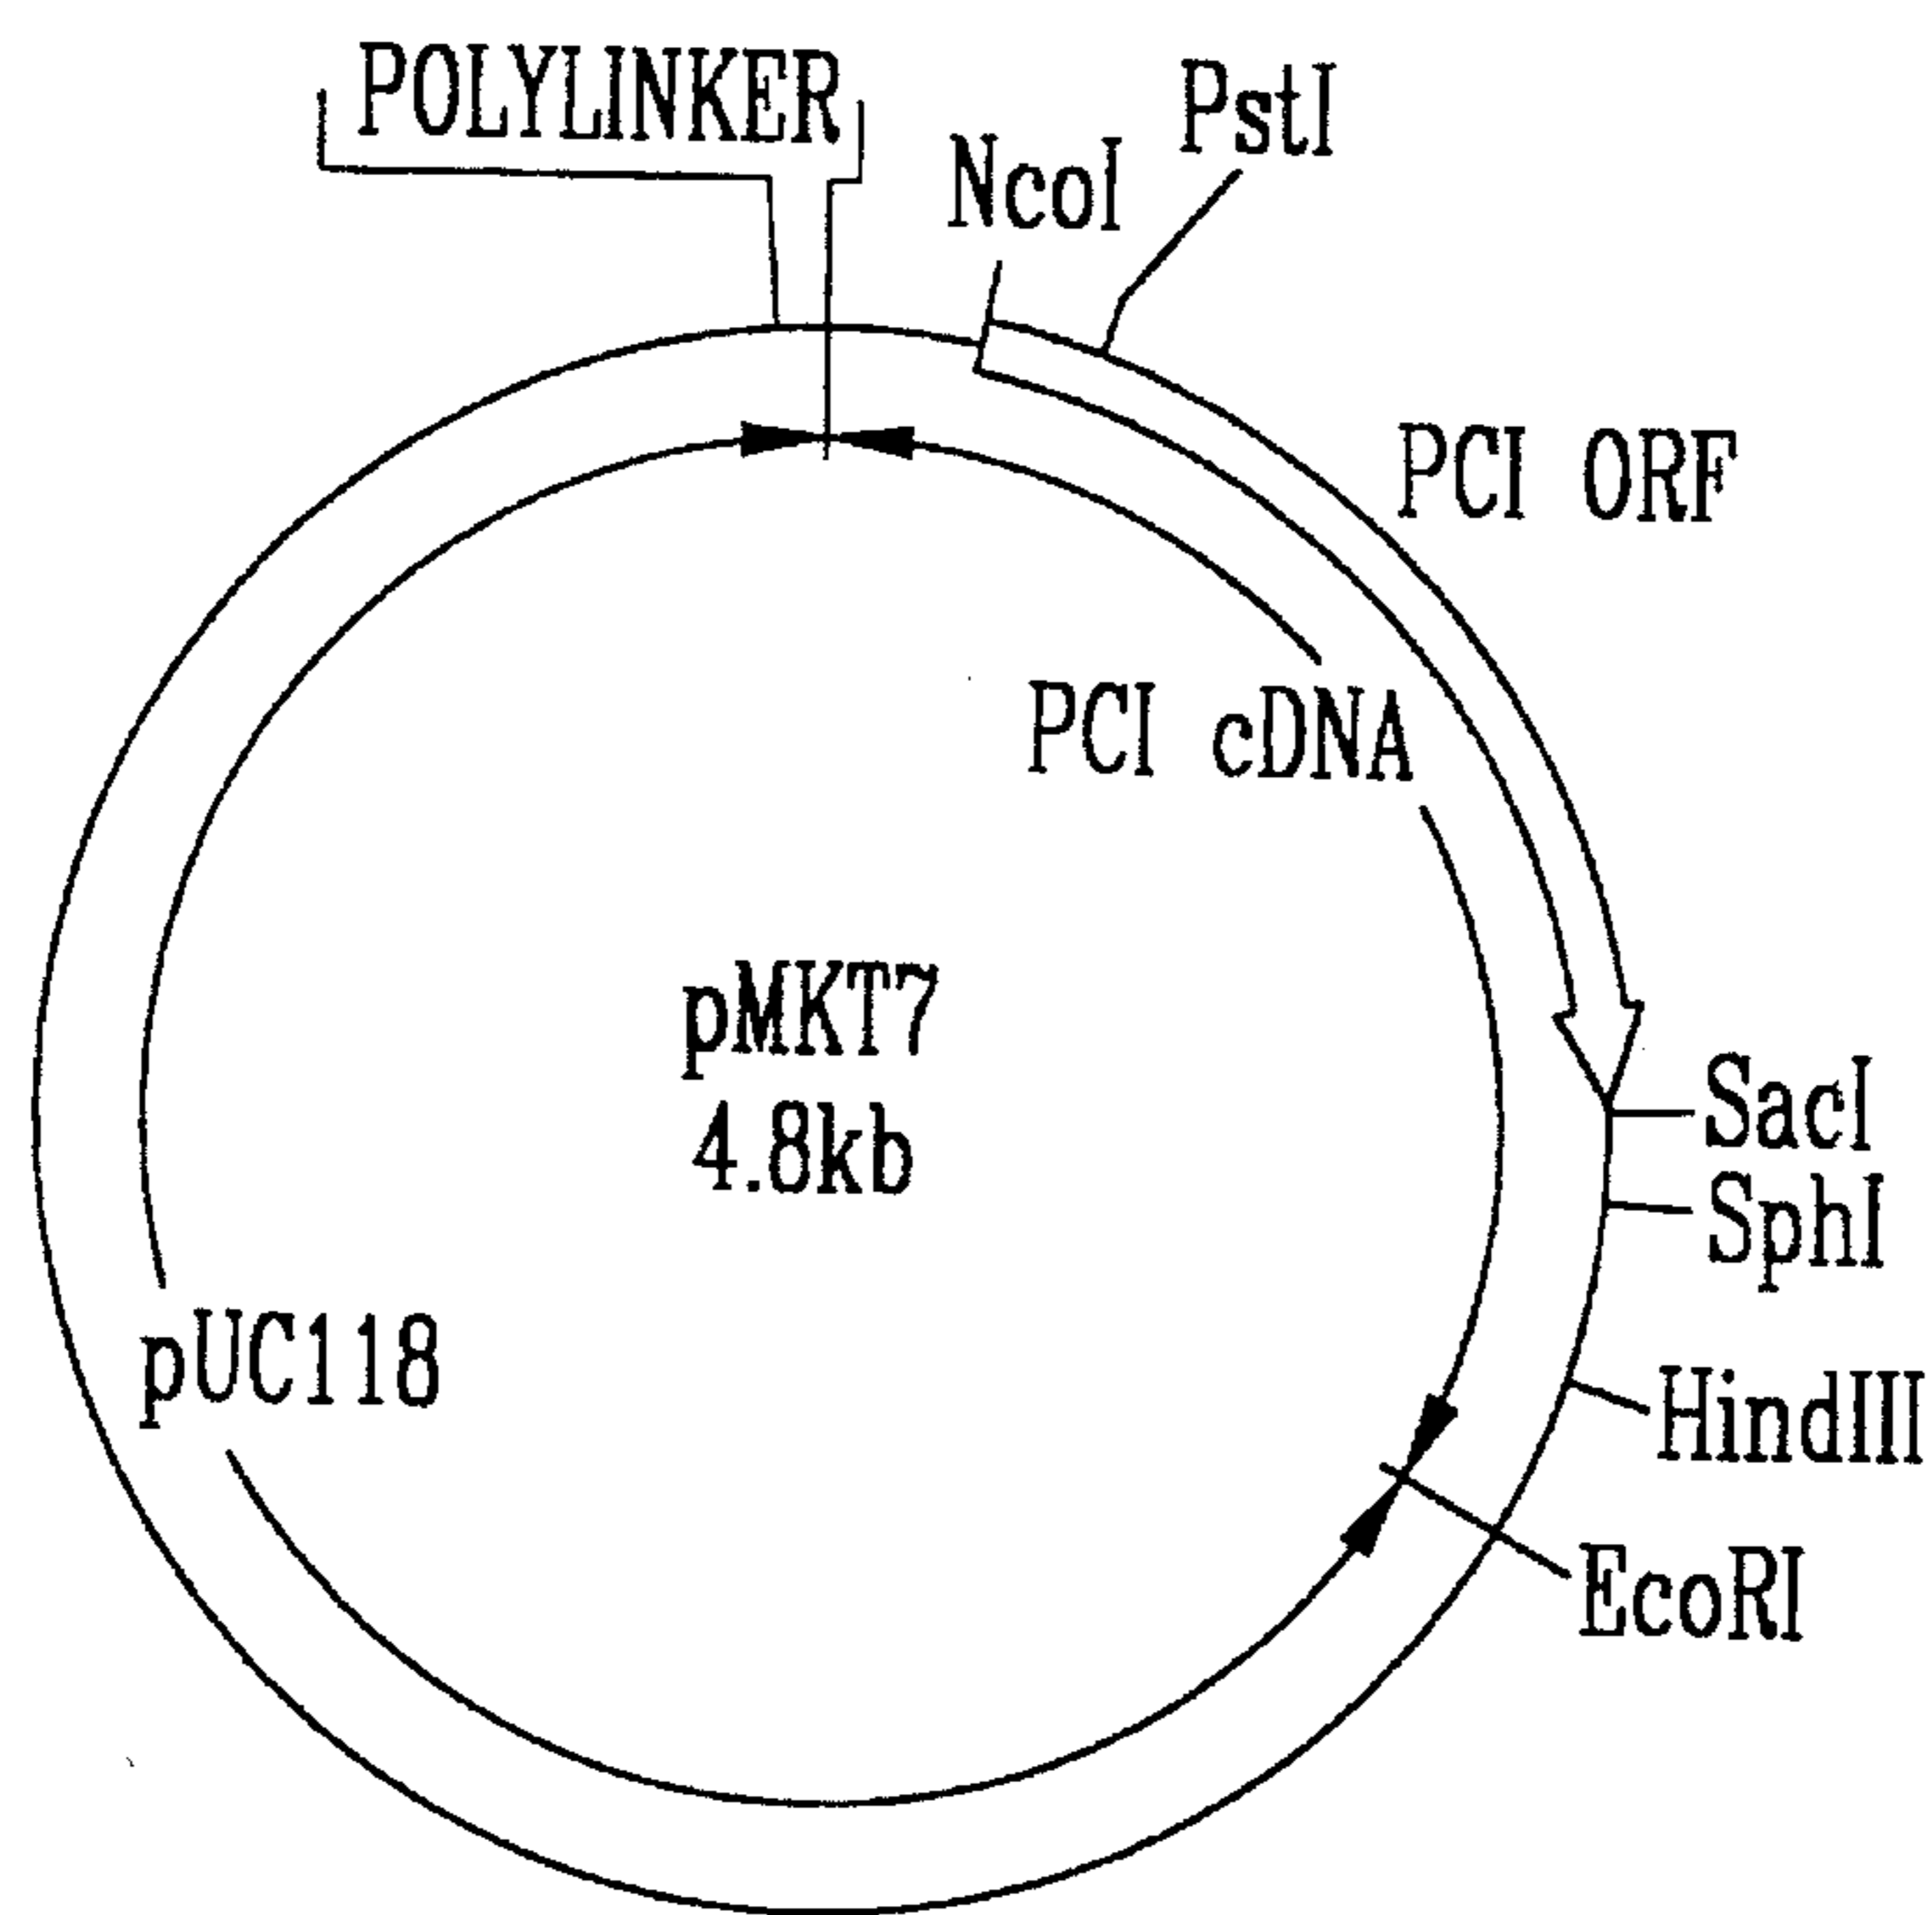 POLYLINKER
PstI
NcoI
PCI ORF
PCI cDNA
pMKT7
4.8kb
SacI
SphI
pUC118
HindIII
EcoRI